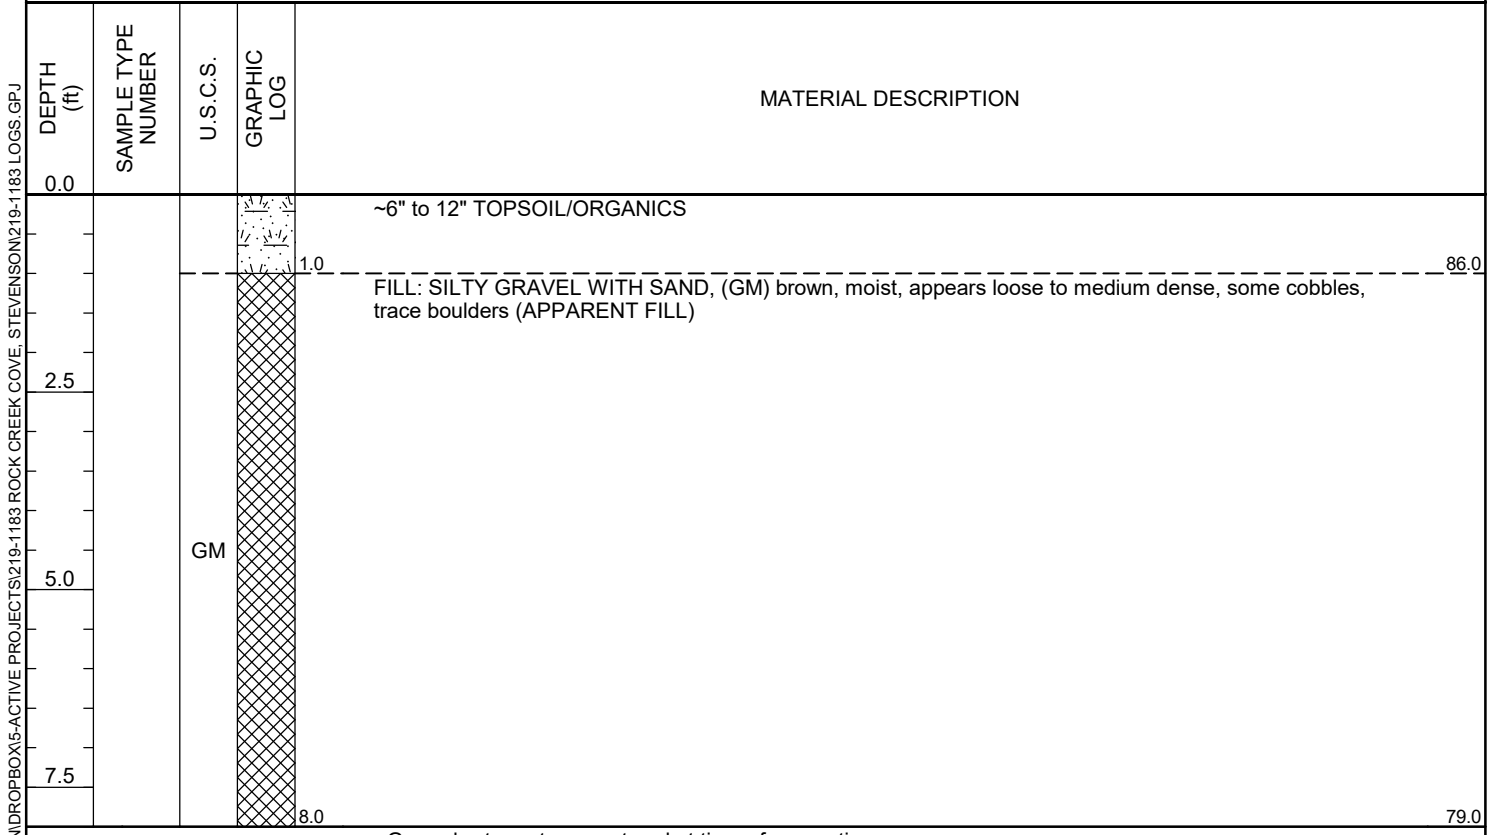 DEPTH
(ft)
SAMPLE TYPE
NUMBER
U.S.C.S.
GRAPHIC
LOG
MATERIAL DESCRIPTION
0.0
~6" to 12" TOPSOIL/ORGANICS
1.0
86.0
FILL: SILTY GRAVEL WITH SAND, (GM) brown, moist, appears loose to medium dense, some cobbles,
trace boulders (APPARENT FILL)
2.5
GM
5.0
7.5
8.0
79.0
\DROPBOX\5-ACTIVE PROJECTS\219-1183 ROCK CREEK COVE, STEVENSON\219-1183 LOGS.GPJ